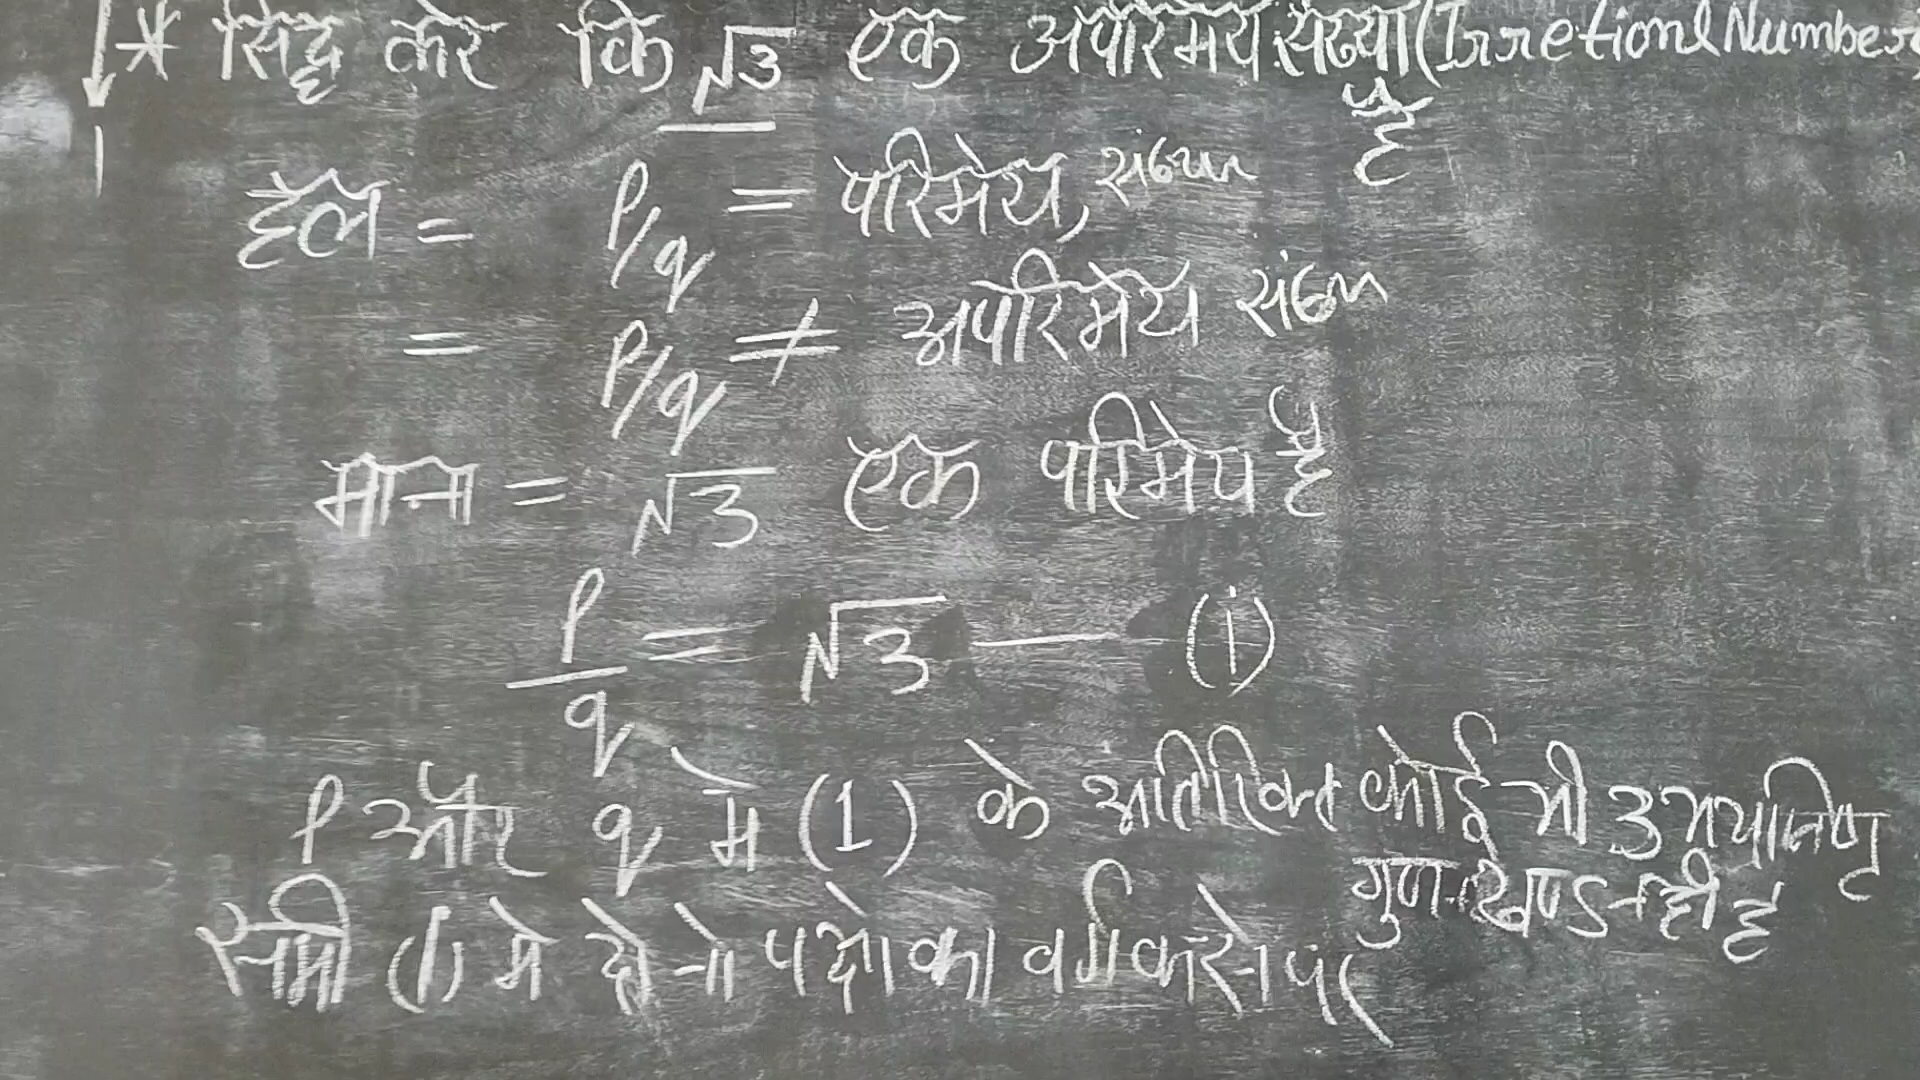 * सिद्ध करे कि √3 एक अपरिमेय संख्या (Irretionl Number) है
हल = P/q = परिमेय, संख्या
= P/q ≠ अपरिमेय संख्या
माना = √3 एक परिमेय है
P/q = √3 — (i)
P और q मे (1) के अतिरिक्त कोई भी उभयनिष्ट गुणखण्ड नही है
समी (1) मे दोनो पक्षो का वर्ग करने पर